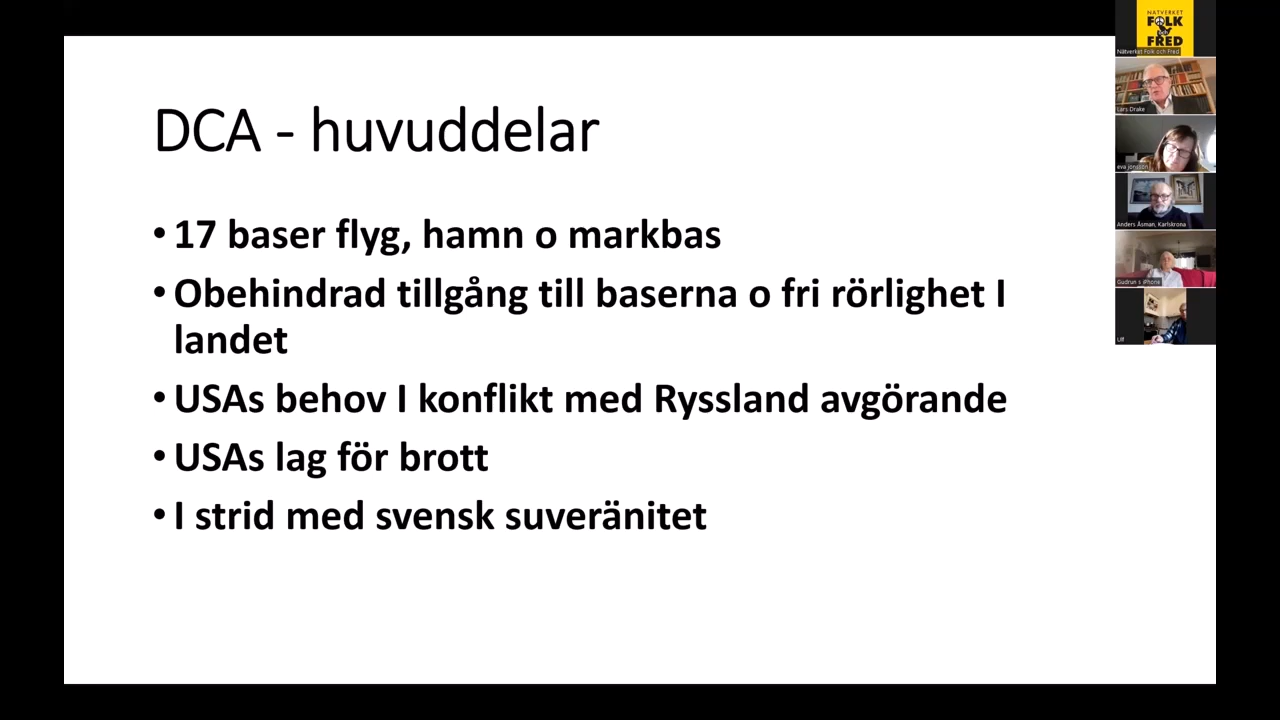 DCA - huvuddelar
• 17 baser flyg, hamn o markbas
• Obehindrad tillgång till baserna o fri rörlighet I
landet
• USAs behov I konflikt med Ryssland avgörande
• USAs lag för brott
• I strid med svensk suveränitet
NÄTVERKET
FOLK
och
FRED
Nätverket Folk och Fred
Lars Drake
eva jonsson
Anders Åsman, Karlskrona
Gudrun s iPhone
Ulf